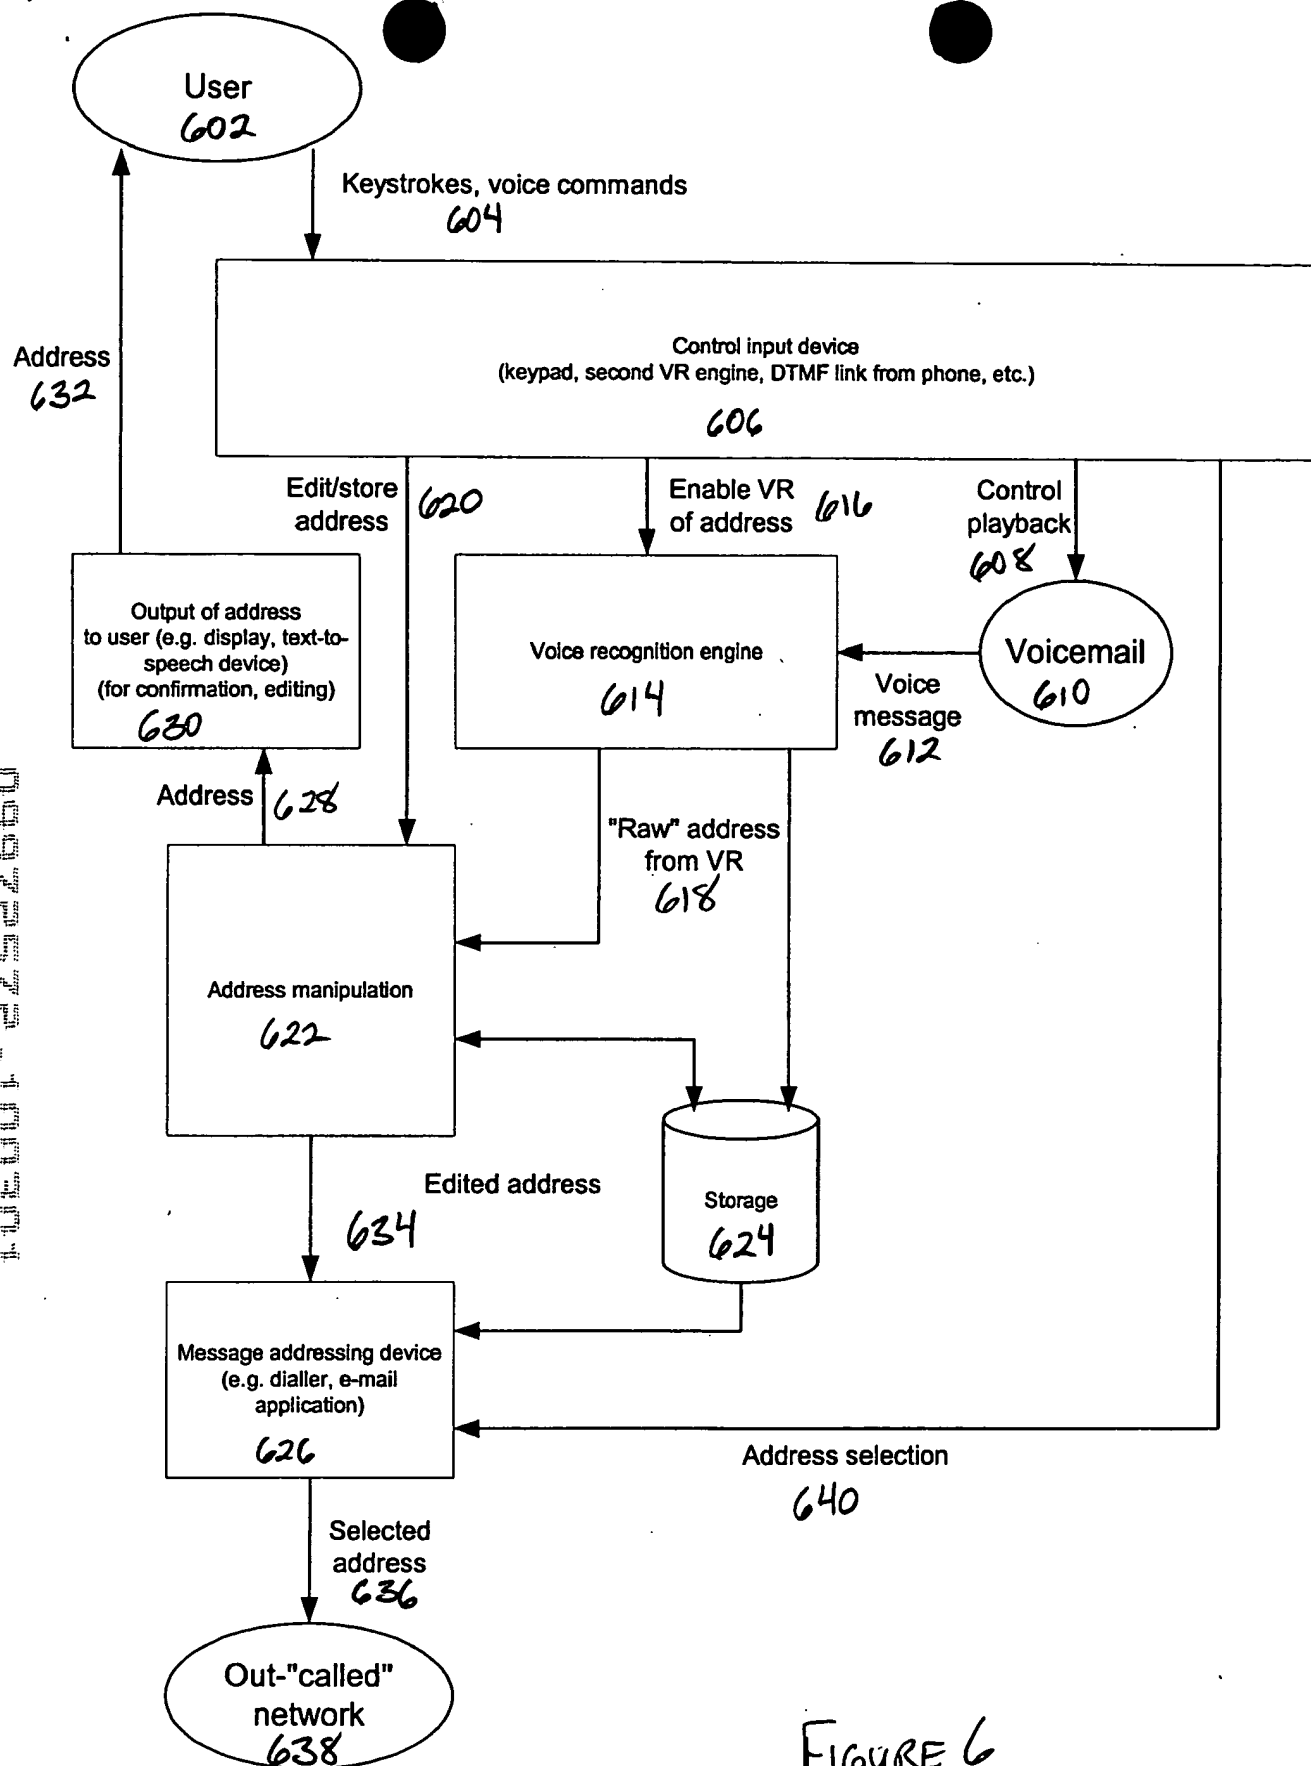 User
602
Keystrokes, voice commands
604
Address
632
Control input device
(keypad, second VR engine, DTMF link from phone, etc.)
606
Edit/store
address
620
Enable VR
of address
616
Control
playback
608
Output of address
to user (e.g. display, text-to-
speech device)
(for confirmation, editing)
630
Voice recognition engine
614
Voicemail
610
Voice
message
612
Address
628
"Raw" address
from VR
618
Address manipulation
622
Edited address
634
Storage
624
Message addressing device
(e.g. dialler, e-mail
application)
626
Address selection
640
Selected
address
636
Out-"called"
network
638
FIGURE 6